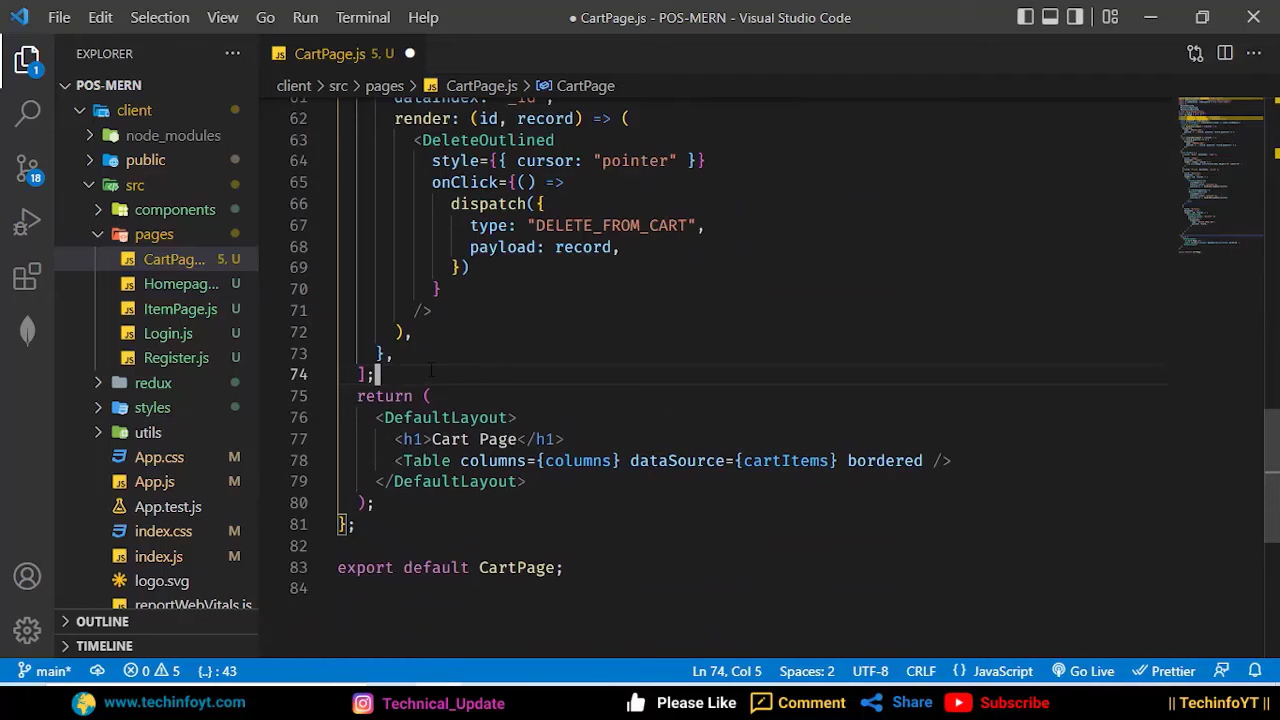 File Edit Selection View Go Run Terminal Help
● CartPage.js - POS-MERN - Visual Studio Code
EXPLORER
1
18
POS-MERN
client
node_modules
public
src
components
pages
CartPag... 5, U
Homepag... U
ItemPage.js U
Login.js U
Register.js U
redux
styles
utils
App.css M
App.js M
App.test.js
index.css M
index.js M
logo.svg
reportWebVitals.js
OUTLINE
TIMELINE
CartPage.js 5, U ●
client > src > pages > CartPage.js > CartPage
61 dataIndex: "_id",
62 render: (id, record) => (
63 <DeleteOutlined
64 style={{ cursor: "pointer" }}
65 onClick={() =>
66 dispatch({
67 type: "DELETE_FROM_CART",
68 payload: record,
69 })
70 }
71 />
72 ),
73 },
74 ];
75 return (
76 <DefaultLayout>
77 <h1>Cart Page</h1>
78 <Table columns={columns} dataSource={cartItems} bordered />
79 </DefaultLayout>
80 );
81 };
82
83 export default CartPage;
84
main* 0 5 {..} : 43 Ln 74, Col 5 Spaces: 2 UTF-8 CRLF {} JavaScript Go Live Prettier
www.techinfoyt.com Technical_Update Please Like Comment Share Subscribe || TechinfoYT ||